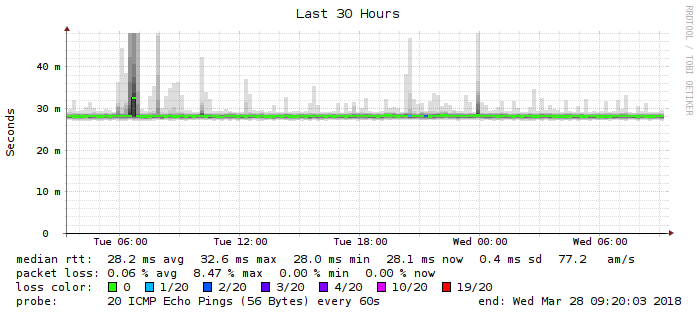 Last 30 Hours
RRDTOOL / TOBI OETIKER
Seconds
40 m
30 m
20 m
10 m
0
Tue 06:00 Tue 12:00 Tue 18:00 Wed 00:00 Wed 06:00
median rtt: 28.2 ms avg 32.6 ms max 28.0 ms min 28.1 ms now 0.4 ms sd 77.2 am/s
packet loss: 0.06 % avg 8.47 % max 0.00 % min 0.00 % now
loss color: 0 1/20 2/20 3/20 4/20 10/20 19/20
probe: 20 ICMP Echo Pings (56 Bytes) every 60s end: Wed Mar 28 09:20:03 2018